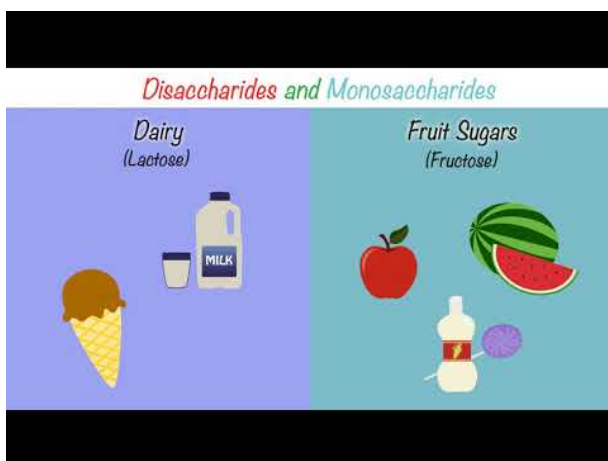 Disaccharides and Monosaccharides
Dairy
(Lactose)
MILK
Fruit Sugars
(Fructose)